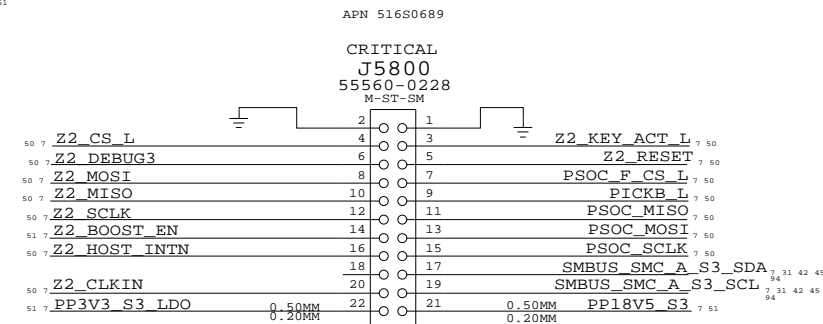 51
APN 516S0689
CRITICAL
J5800
55560-0228
M-ST-SM
2 1
50 7 Z2_CS_L 4 3 Z2_KEY_ACT_L 7 50
50 7 Z2_DEBUG3 6 5 Z2_RESET 7 50
50 7 Z2_MOSI 8 7 PSOC_F_CS_L 7 50
50 7 Z2_MISO 10 9 PICKB_L 7 50
50 7 Z2_SCLK 12 11 PSOC_MISO 7 50
51 7 Z2_BOOST_EN 14 13 PSOC_MOSI 7 50
50 7 Z2_HOST_INTN 16 15 PSOC_SCLK 7 50
18 17 SMBUS_SMC_A_S3_SDA 7 31 42 45
94
50 7 Z2_CLKIN 20 19 SMBUS_SMC_A_S3_SCL 7 31 42 45
94
51 7 PP3V3_S3_LDO 0.50MM 22 21 0.50MM PP18V5_S3 7 51
0.20MM 0.20MM